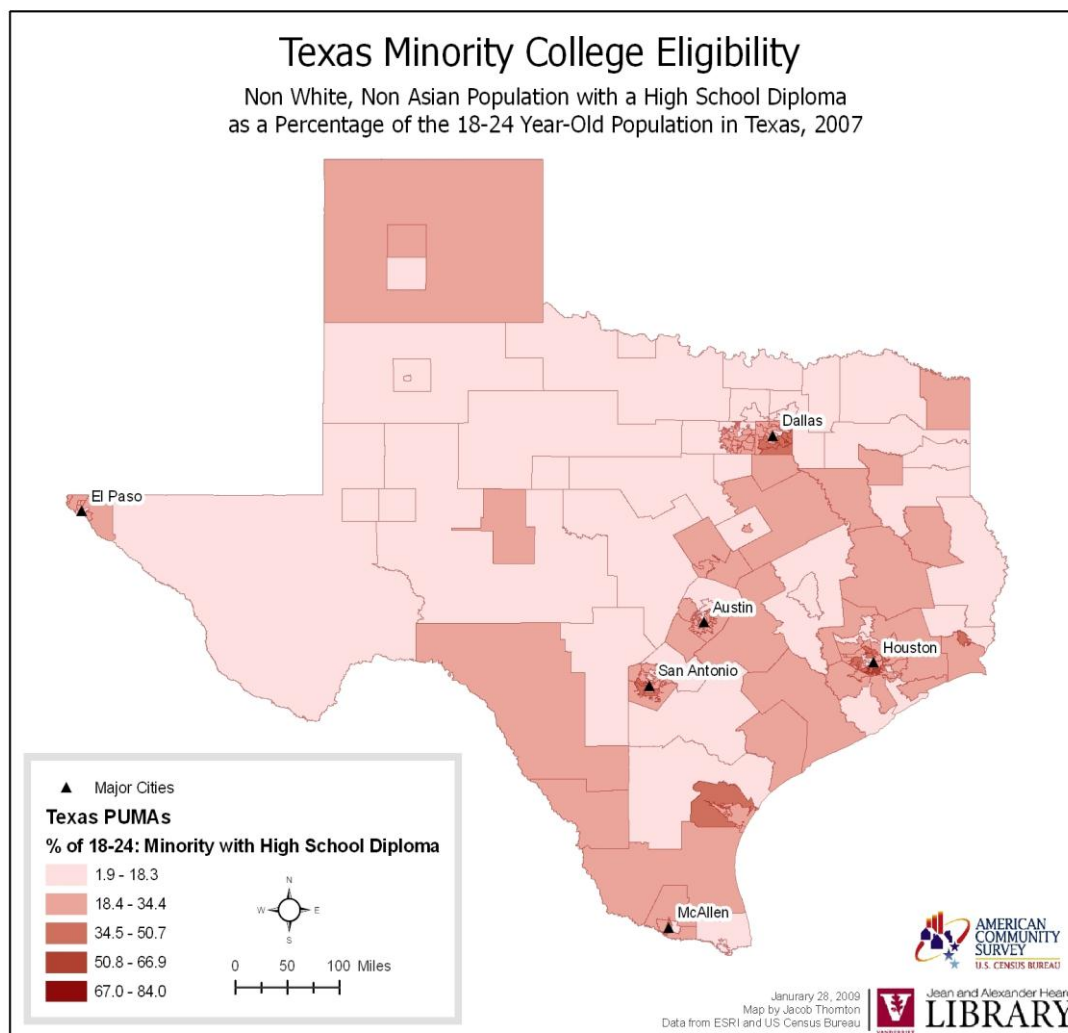 Texas Minority College Eligibility
Non White, Non Asian Population with a High School Diploma
as a Percentage of the 18-24 Year-Old Population in Texas, 2007
Dallas
El Paso
Austin
Houston
San Antonio
McAllen
Major Cities
Texas PUMAs
% of 18-24: Minority with High School Diploma
1.9 - 18.3
18.4 - 34.4
34.5 - 50.7
50.8 - 66.9
67.0 - 84.0
N
W E
S
0 50 100 Miles
AMERICAN
COMMUNITY
SURVEY
U.S. CENSUS BUREAU
Janurary 28, 2009
Map by Jacob Thornton
Data from ESRI and US Census Bureau
V
VANDERBILT
Jean and Alexander Heard
LIBRARY